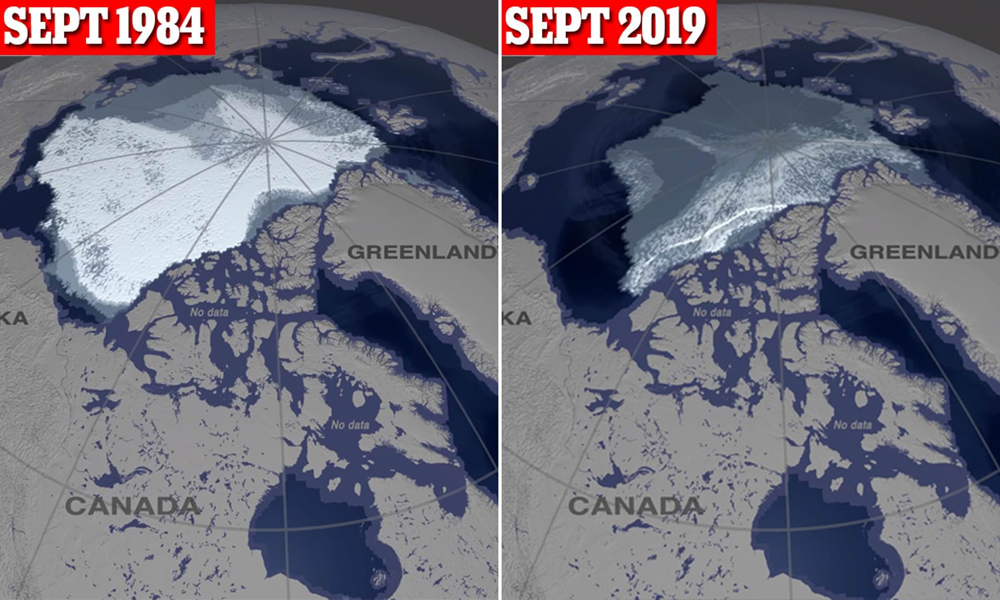 SEPT 1984
GREENLAND
No data
KA
No data
CANADA
SEPT 2019
GREENLAND
No data
KA
No data
CANADA